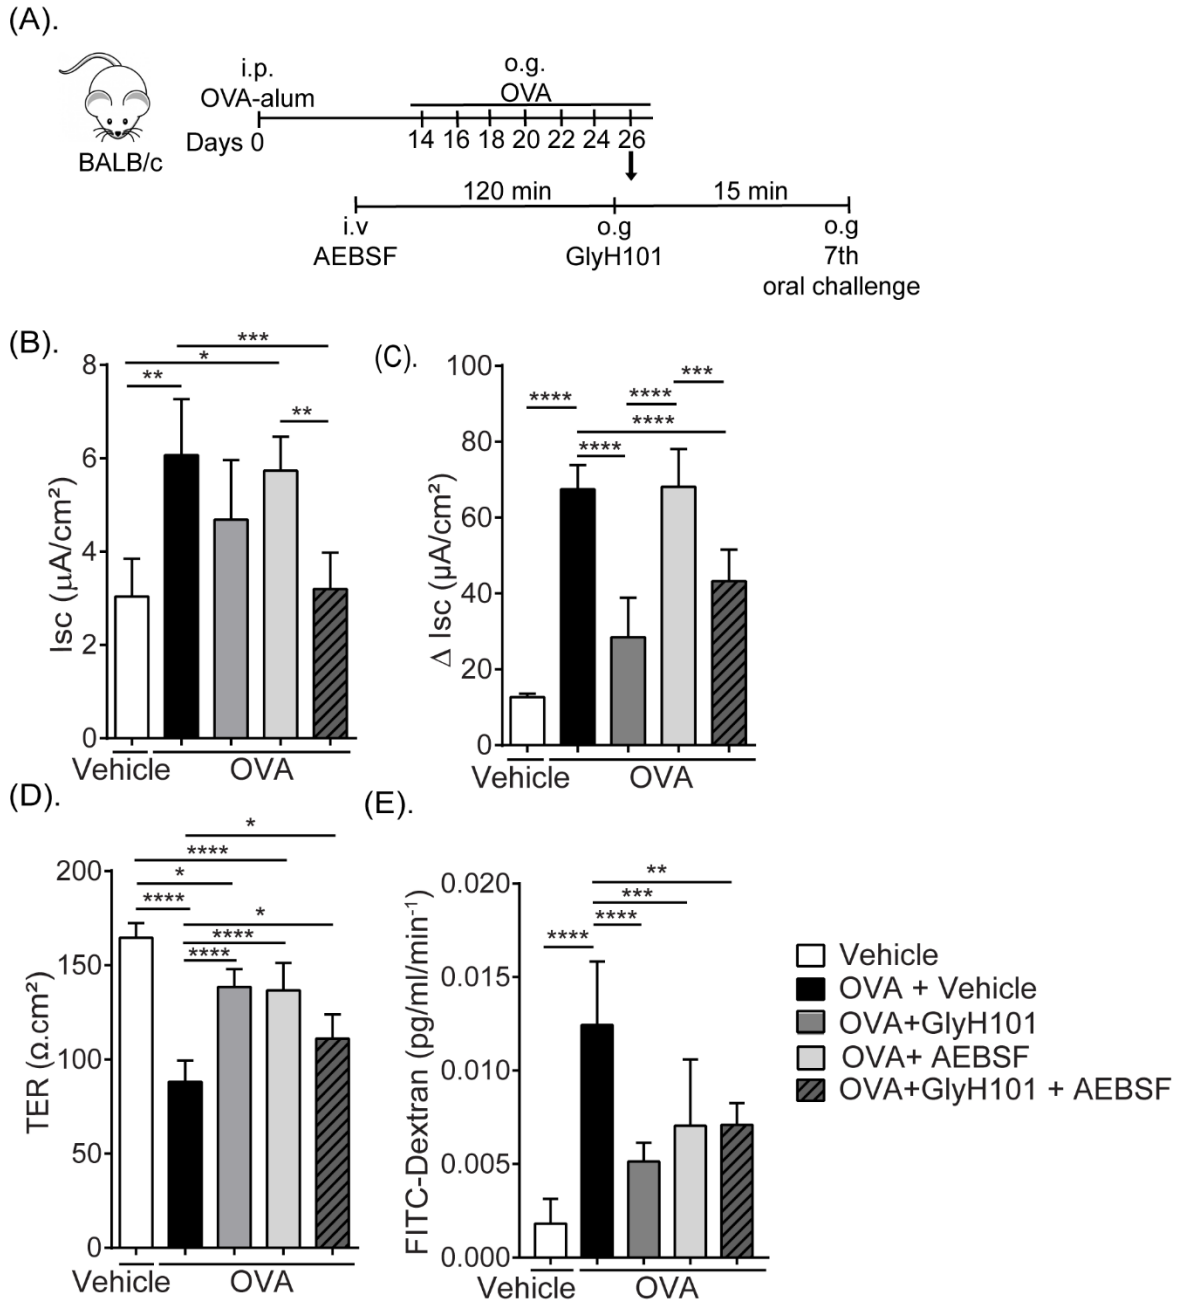 (A).
i.p.
OVA-alum
o.g.
OVA
Days 0
14 16 18 20 22 24 26
BALB/c
120 min
15 min
i.v
AEBSF
o.g
GlyH101
o.g
7th
oral challenge
(B).
***
*
**
**
Isc (µA/cm²)
8
6
4
2
0
Vehicle
OVA
(C).
***
****
****
****
****
Δ Isc (µA/cm²)
100
80
60
40
20
0
Vehicle
OVA
(D).
*
****
*
****
*
****
****
TER (Ω.cm²)
200
150
100
50
0
Vehicle
OVA
(E).
**
***
****
****
FITC-Dextran (pg/ml/min⁻¹)
0.020
0.015
0.010
0.005
0.000
Vehicle
OVA
Vehicle
OVA + Vehicle
OVA+GlyH101
OVA+ AEBSF
OVA+GlyH101 + AEBSF